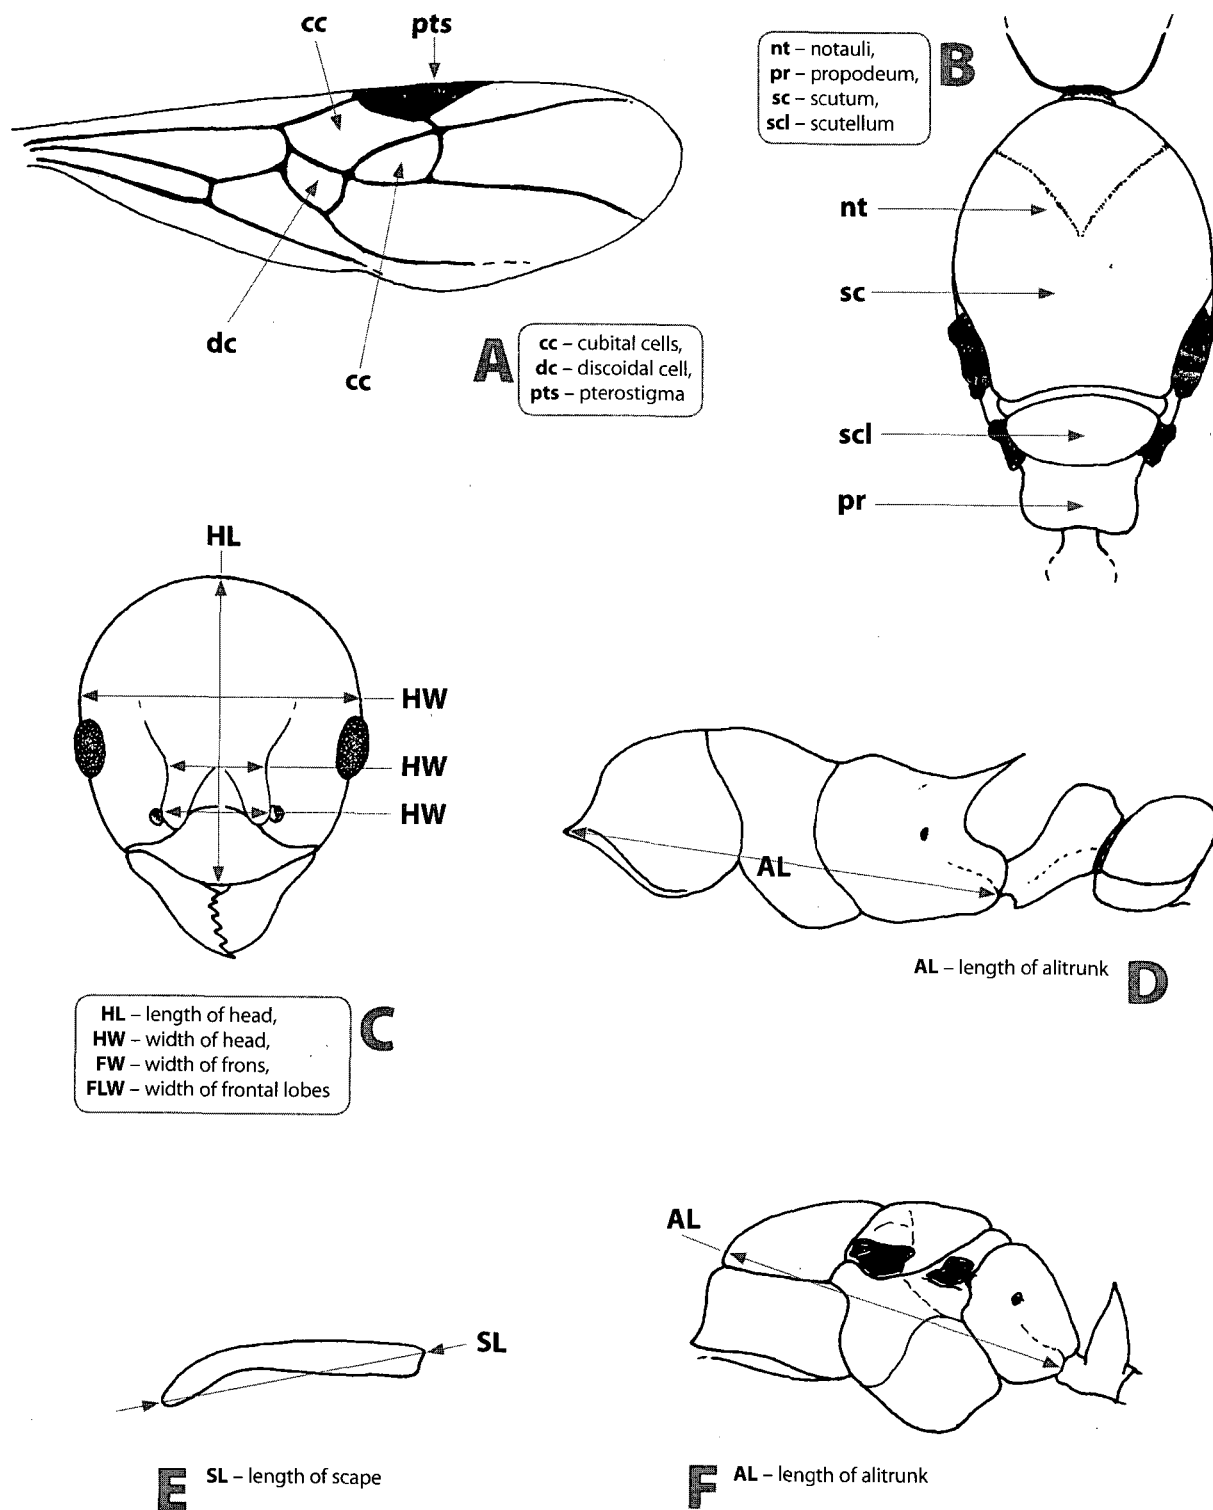 cc
pts
dc
cc
A
cc – cubital cells,
dc – discoidal cell,
pts – pterostigma
nt – notauli,
pr – propodeum,
sc – scutum,
scl – scutellum
B
nt
sc
scl
pr
HL
HW
HW
HW
HL – length of head,
HW – width of head,
FW – width of frons,
FLW – width of frontal lobes
C
AL
AL – length of alitrunk
D
SL
E
SL – length of scape
AL
F
AL – length of alitrunk